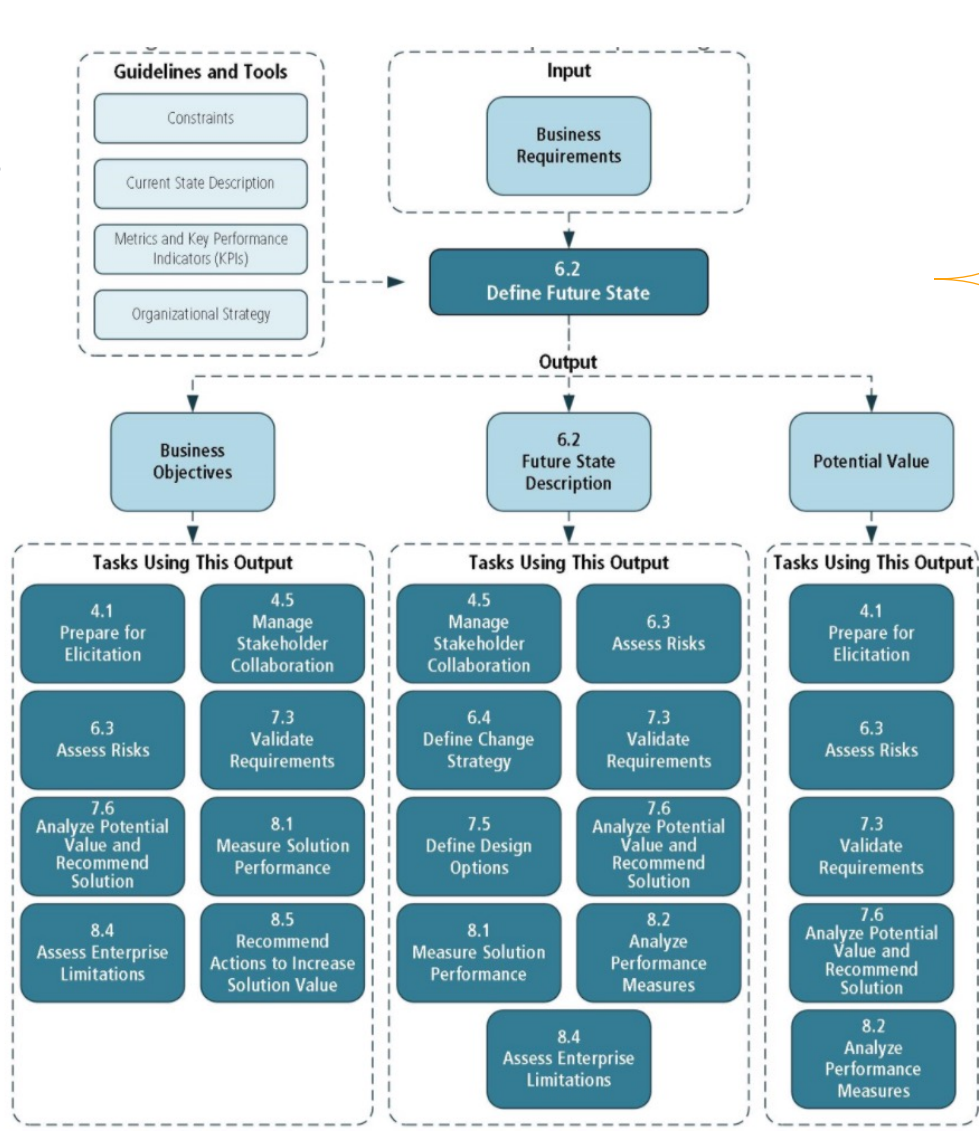 Guidelines and Tools
Constraints
Current State Description
Metrics and Key Performance
Indicators (KPIs)
Organizational Strategy
Input
Business
Requirements
6.2
Define Future State
Output
Business
Objectives
6.2
Future State
Description
Potential Value
Tasks Using This Output
4.1
Prepare for
Elicitation
4.5
Manage
Stakeholder
Collaboration
6.3
Assess Risks
7.3
Validate
Requirements
7.6
Analyze Potential
Value and
Recommend
Solution
8.1
Measure Solution
Performance
8.4
Assess Enterprise
Limitations
8.5
Recommend
Actions to Increase
Solution Value
Tasks Using This Output
4.5
Manage
Stakeholder
Collaboration
6.3
Assess Risks
6.4
Define Change
Strategy
7.3
Validate
Requirements
7.5
Define Design
Options
7.6
Analyze Potential
Value and
Recommend
Solution
8.1
Measure Solution
Performance
8.2
Analyze
Performance
Measures
8.4
Assess Enterprise
Limitations
Tasks Using This Output
4.1
Prepare for
Elicitation
6.3
Assess Risks
7.3
Validate
Requirements
7.6
Analyze Potential
Value and
Recommend
Solution
8.2
Analyze
Performance
Measures